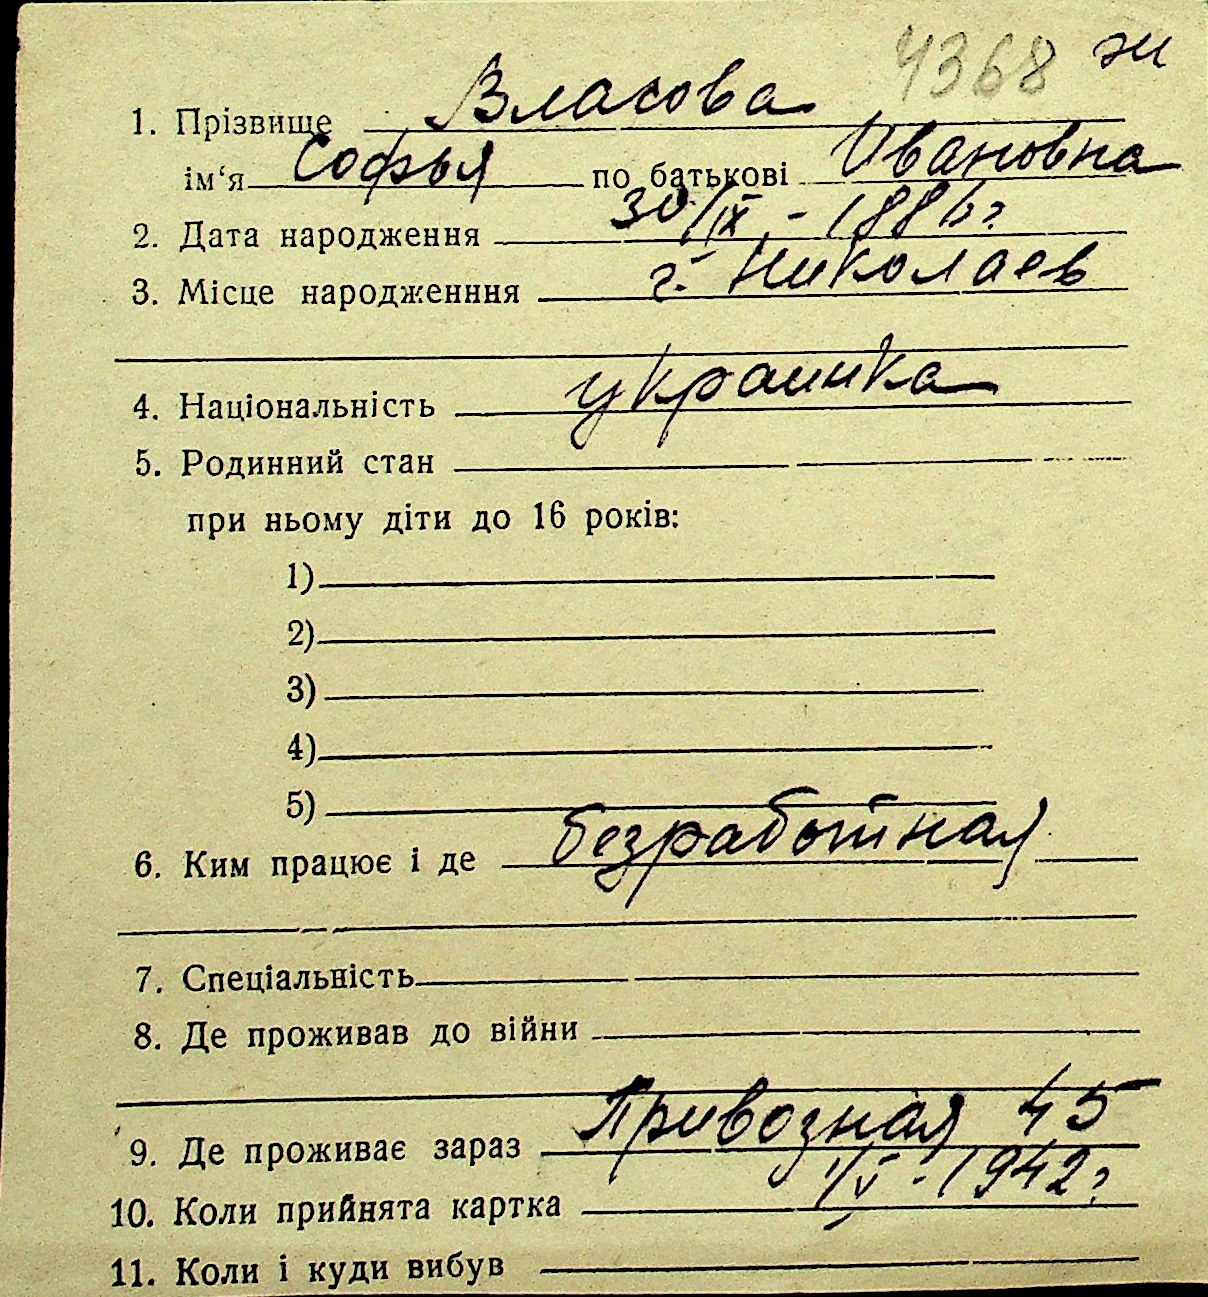 4368 эи
1. Прізвище Власова
ім‘я Софья по батькові Ивановна
2. Дата народження 30/IX - 1886 г
3. Місце народженння г. Николаев
4. Національність украинка
5. Родинний стан
при ньому діти до 16 років:
1)
2)
3)
4)
5)
6. Ким працює і де безработная
7. Спеціальність
8. Де проживав до війни
9. Де проживає зараз Привозная 45
10. Коли прийнята картка 1/V - 1942 г
11. Коли і куди вибув